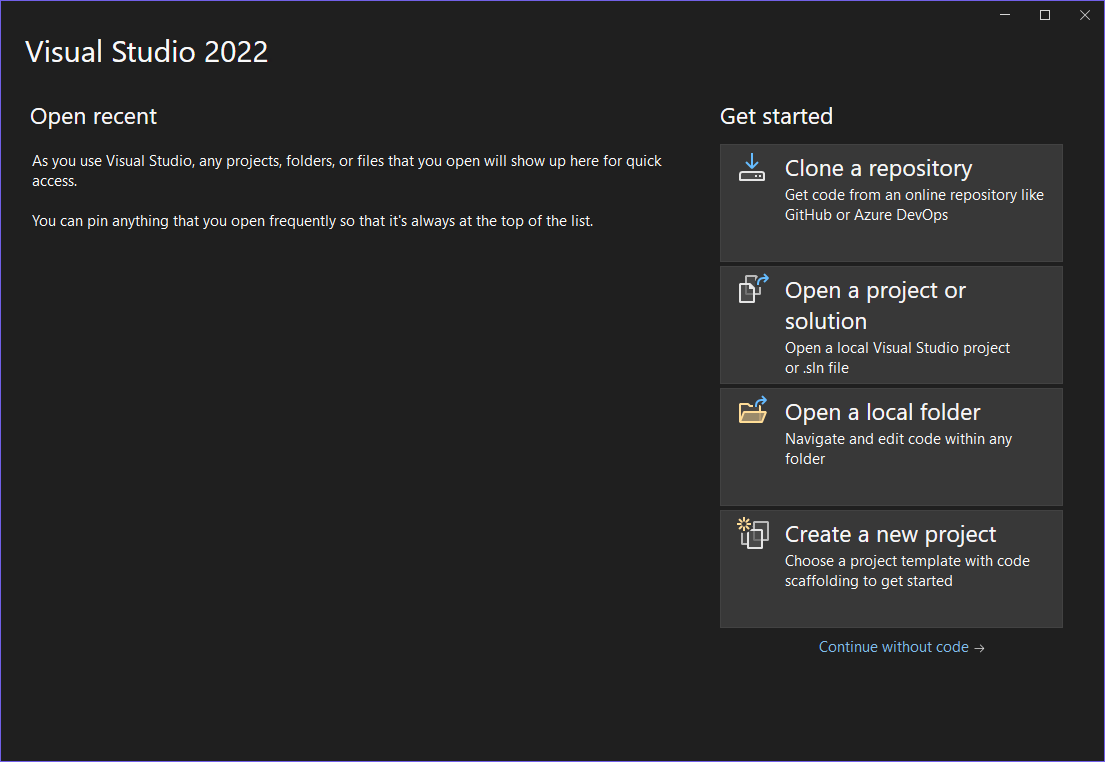 Visual Studio 2022
Open recent
As you use Visual Studio, any projects, folders, or files that you open will show up here for quick
access.
You can pin anything that you open frequently so that it's always at the top of the list.
Get started
Clone a repository
Get code from an online repository like
GitHub or Azure DevOps
Open a project or
solution
Open a local Visual Studio project
or .sln file
Open a local folder
Navigate and edit code within any
folder
Create a new project
Choose a project template with code
scaffolding to get started
Continue without code →